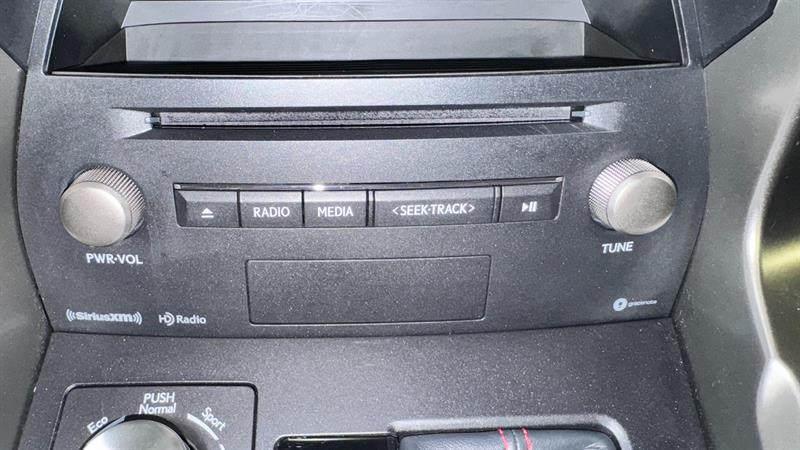 RADIO MEDIA <SEEK•TRACK>
PWR•VOL
TUNE
SiriusXM HD Radio
gracenote
PUSH
Eco Normal Sport